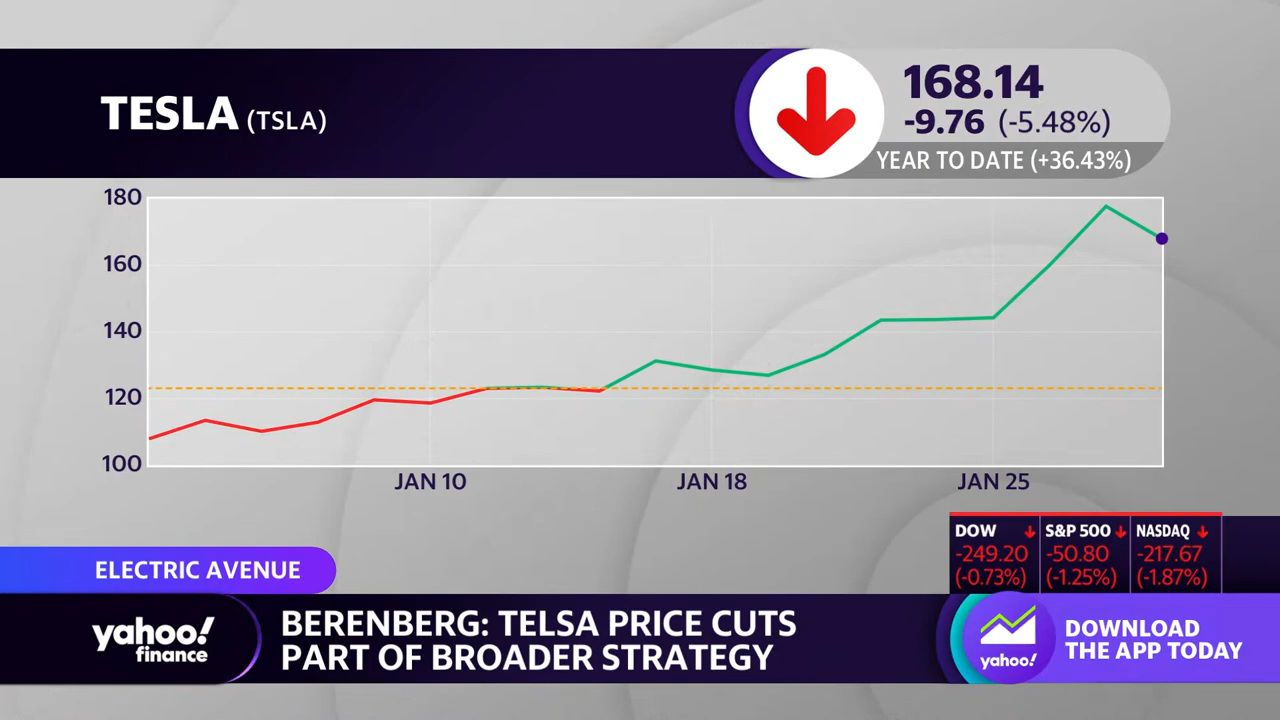 TESLA (TSLA)
168.14
-9.76 (-5.48%)
YEAR TO DATE (+36.43%)
180
160
140
120
100
JAN 10 JAN 18 JAN 25
DOW
-249.20
(-0.73%)
S&P 500
-50.80
(-1.25%)
NASDAQ
-217.67
(-1.87%)
ELECTRIC AVENUE
yahoo!
finance
BERENBERG: TELSA PRICE CUTS
PART OF BROADER STRATEGY
yahoo!
DOWNLOAD
THE APP TODAY